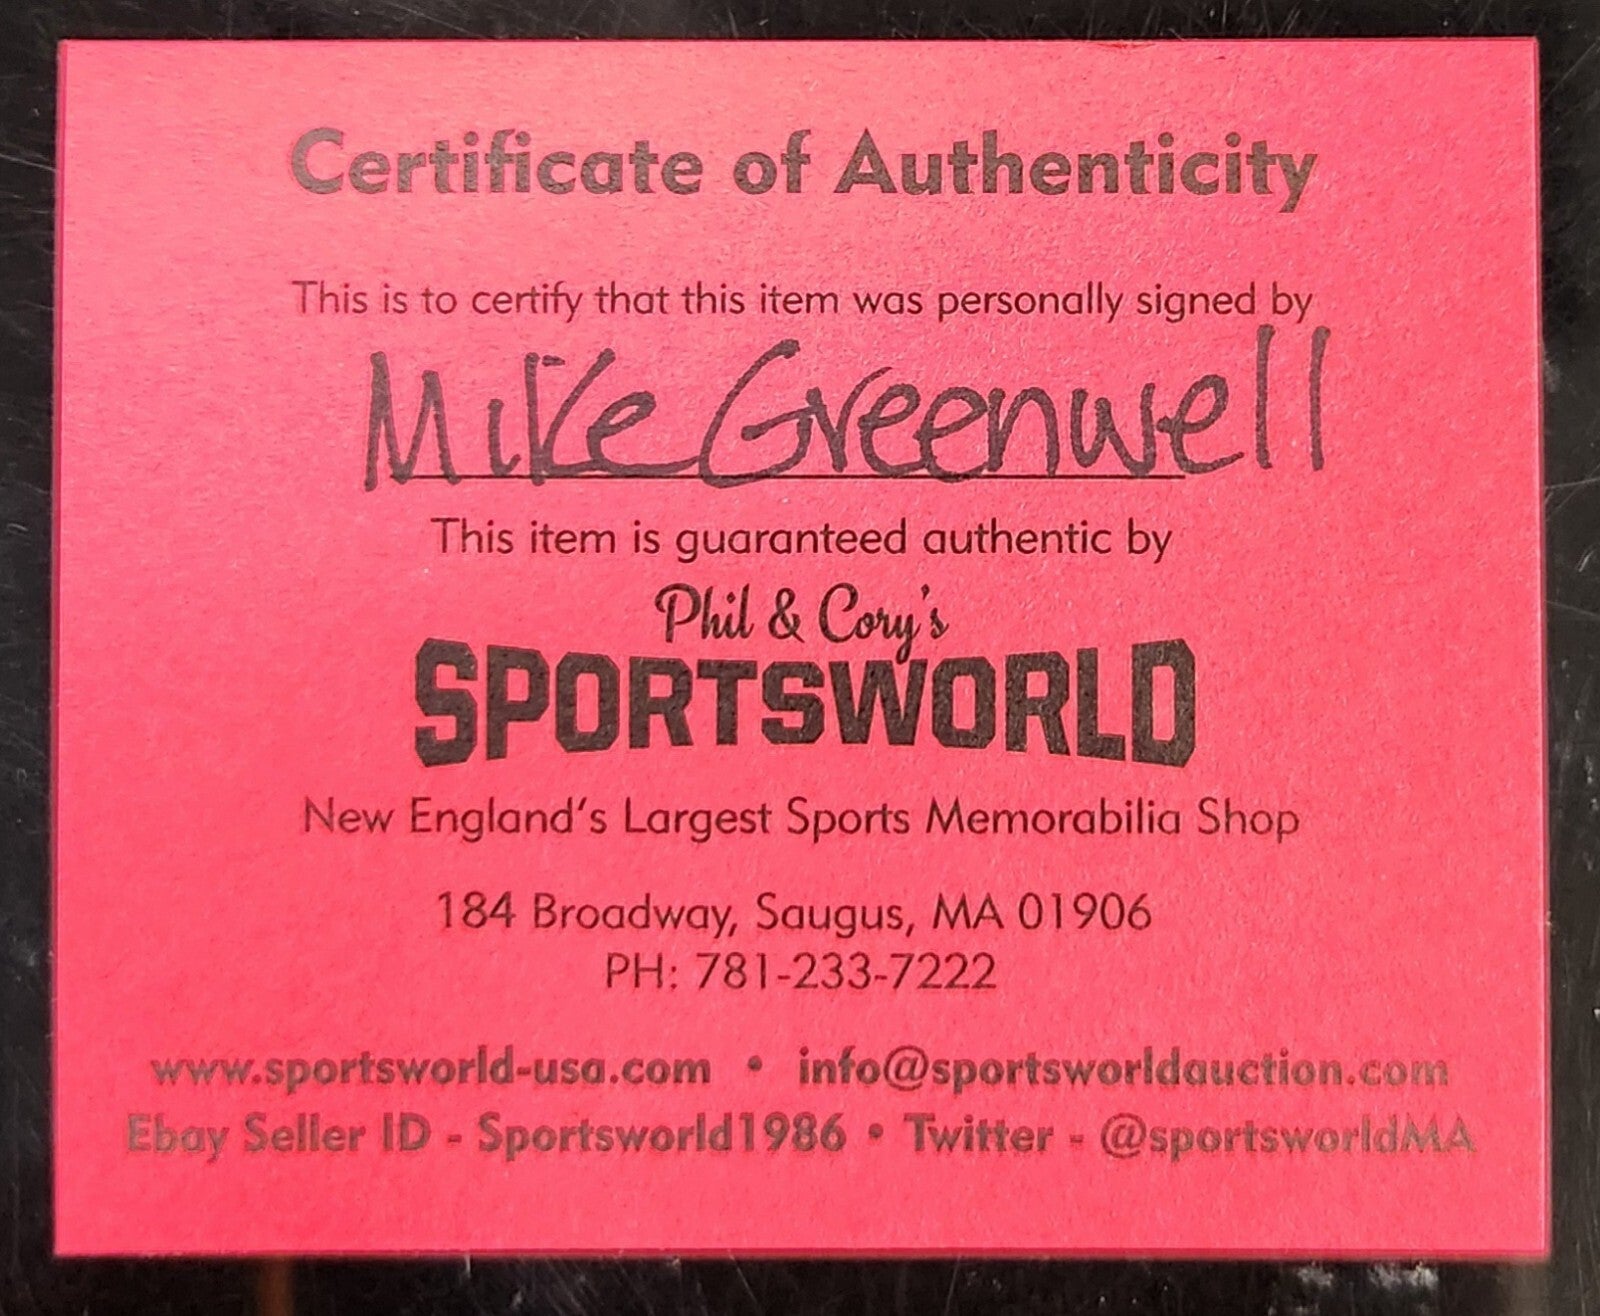 Certificate of Authenticity
This is to certify that this item was personally signed by
Mike Greenwell
This item is guaranteed authentic by
Phil & Cory's
SPORTSWORLD
New England's Largest Sports Memorabilia Shop
184 Broadway, Saugus, MA 01906
PH: 781-233-7222
www.sportsworld-usa.com • info@sportsworldauction.com
Ebay Seller ID - Sportsworld1986 • Twitter - @sportsworldMA